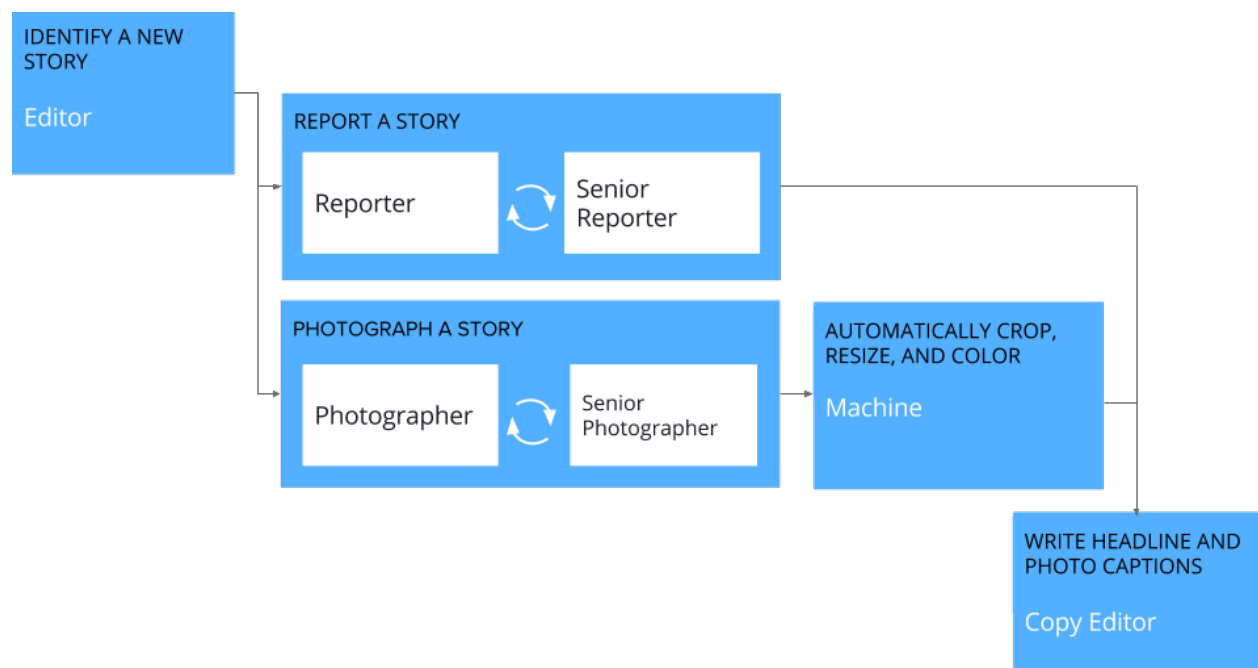 IDENTIFY A NEW
STORY
Editor
REPORT A STORY
Reporter
Senior
Reporter
PHOTOGRAPH A STORY
Photographer
Senior
Photographer
AUTOMATICALLY CROP,
RESIZE, AND COLOR
Machine
WRITE HEADLINE AND
PHOTO CAPTIONS
Copy Editor